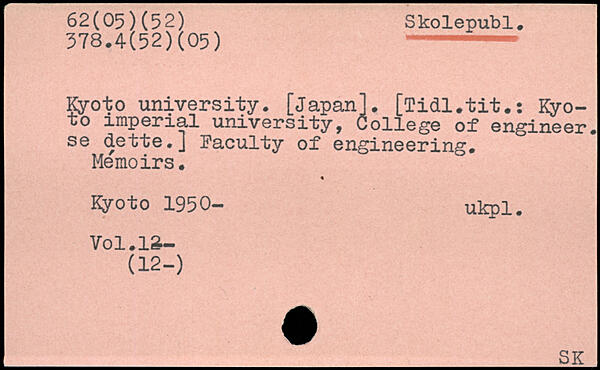 62(05)(52)
Skolepubl.
378.4(52)(05)
Kyoto university. [Japan]. [Tidl.tit.: Kyo-
to imperial university, College of engineer.
se dette.] Faculty of engineering.
Mémoirs.
Kyoto 1950-
ukpl.
Vol.12-
(12-)
SK